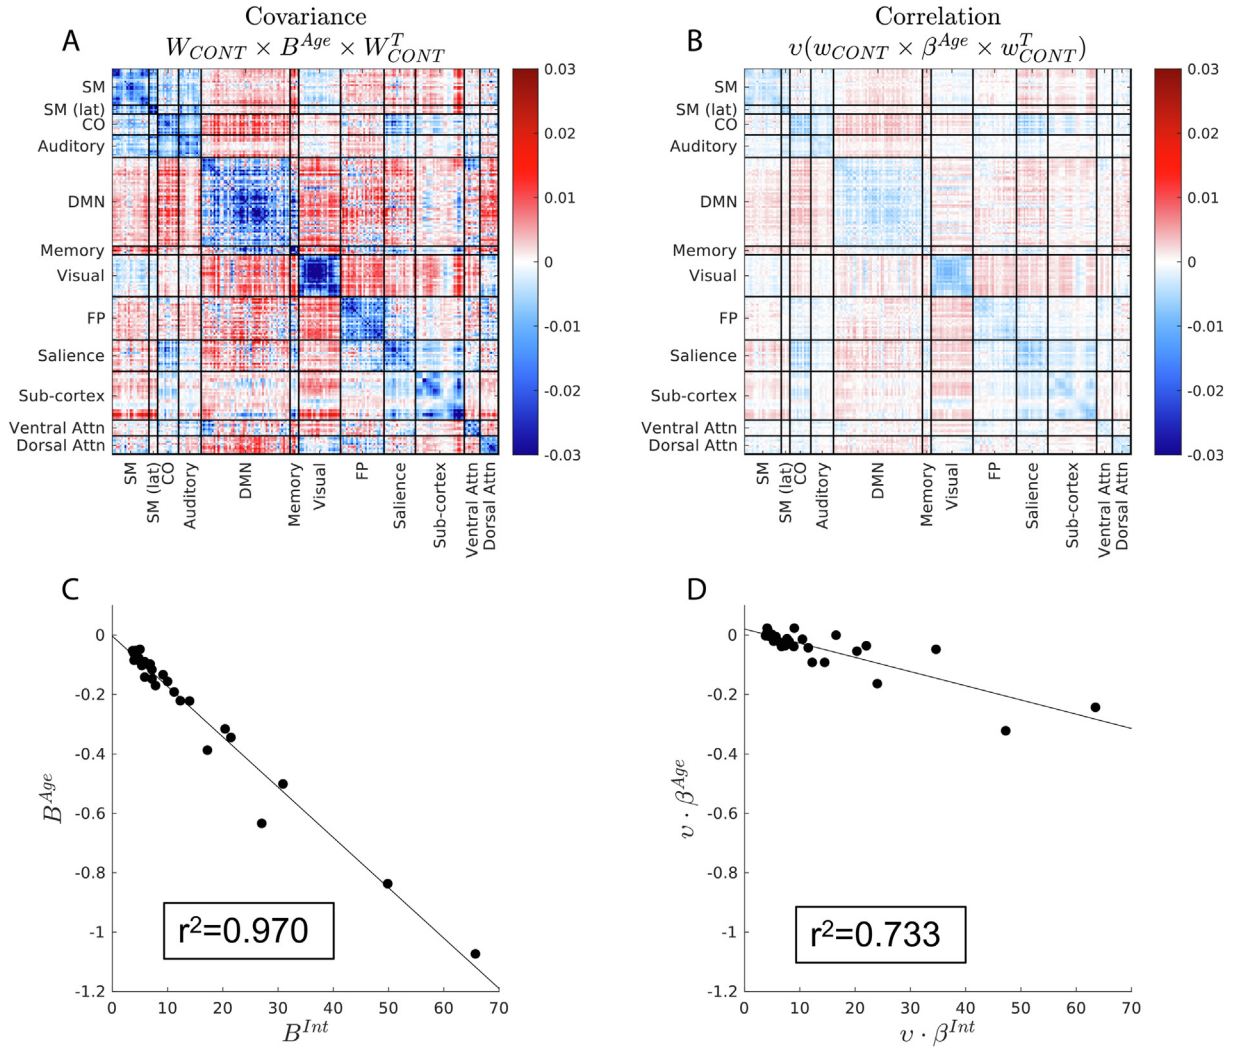 Covariance
A
W_CONT × B^Age × W^T_CONT
SM
SM (lat)
CO
Auditory
DMN
Memory
Visual
FP
Salience
Sub-cortex
Ventral Attn
Dorsal Attn
SM
SM (lat)
CO
Auditory
DMN
Memory
Visual
FP
Salience
Sub-cortex
Ventral Attn
Dorsal Attn
0.03
0.02
0.01
0
-0.01
-0.02
-0.03
Correlation
B
υ(w_CONT × β^Age × w^T_CONT)
SM
SM (lat)
CO
Auditory
DMN
Memory
Visual
FP
Salience
Sub-cortex
Ventral Attn
Dorsal Attn
SM
SM (lat)
CO
Auditory
DMN
Memory
Visual
FP
Salience
Sub-cortex
Ventral Attn
Dorsal Attn
0.03
0.02
0.01
0
-0.01
-0.02
-0.03
C
B^Age
0
-0.2
-0.4
-0.6
-0.8
-1
-1.2
r²=0.970
0 10 20 30 40 50 60 70
B^Int
D
υ · β^Age
0
-0.2
-0.4
-0.6
-0.8
-1
-1.2
r²=0.733
0 10 20 30 40 50 60 70
υ · β^Int